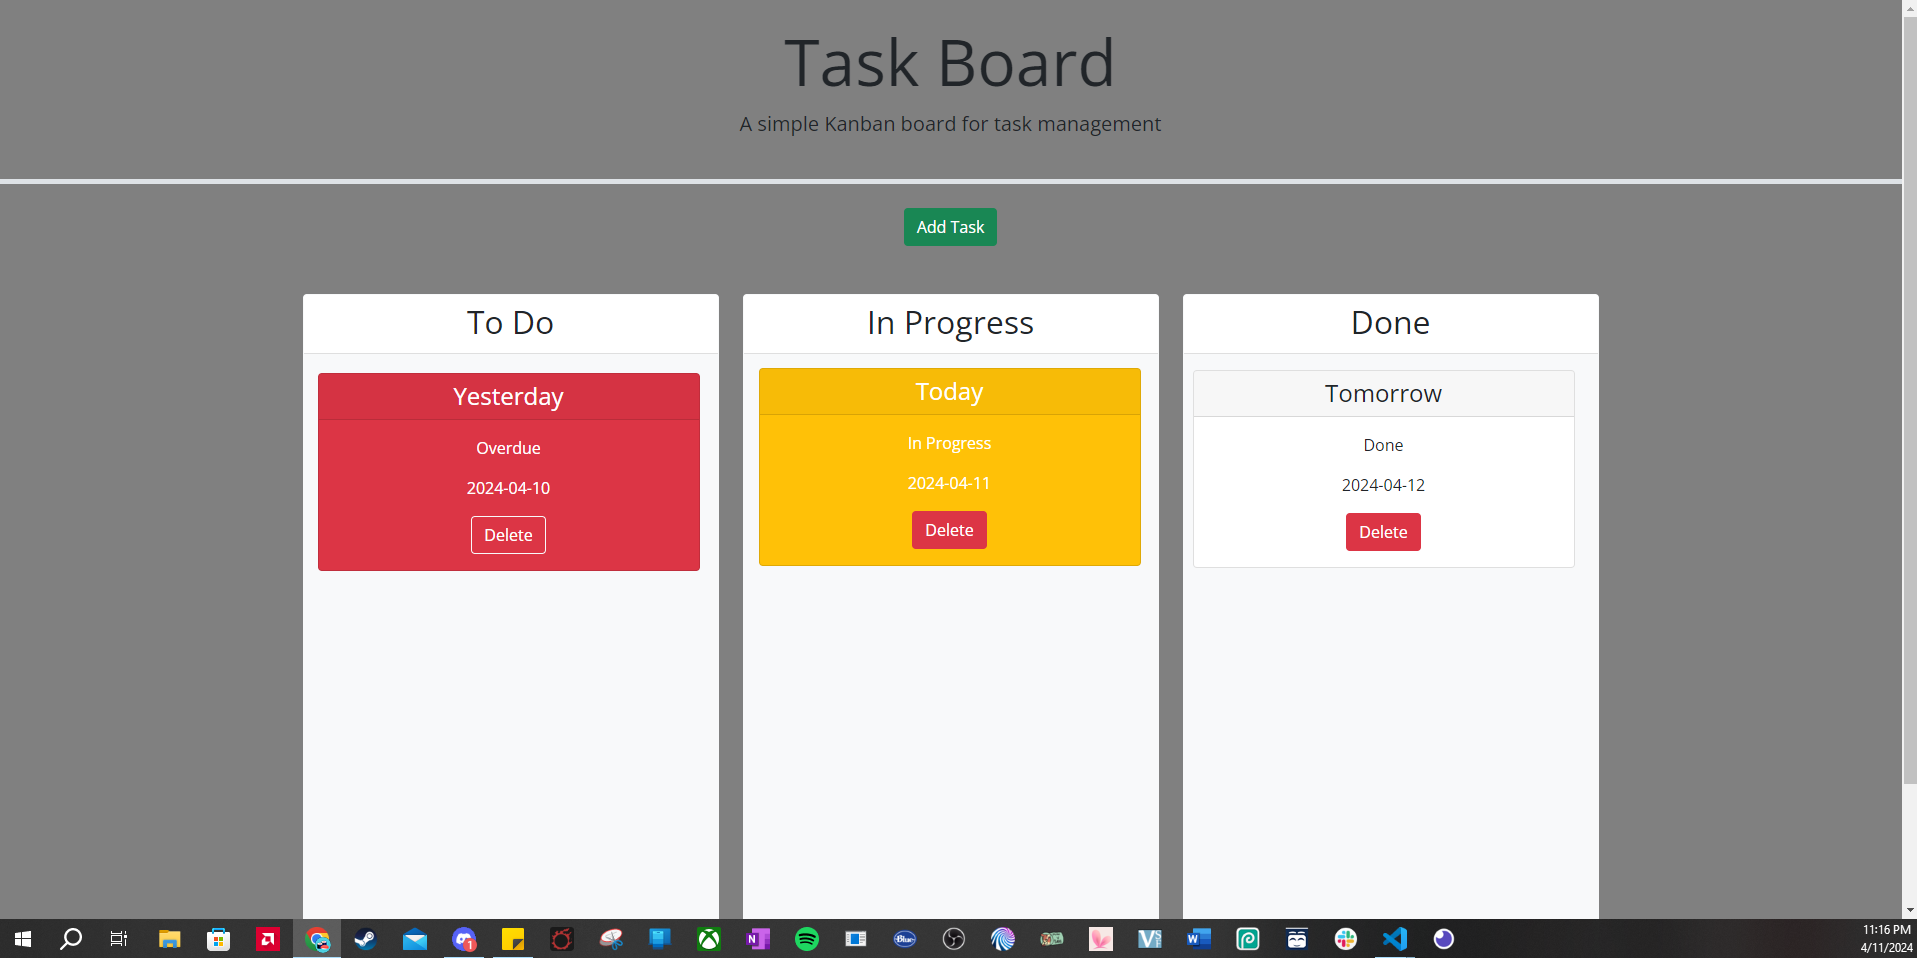 Task Board
A simple Kanban board for task management
Add Task
To Do
Yesterday
Overdue
2024-04-10
Delete
In Progress
Today
In Progress
2024-04-11
Delete
Done
Tomorrow
Done
2024-04-12
Delete
1
N
Blue
W
11:16 PM
4/11/2024